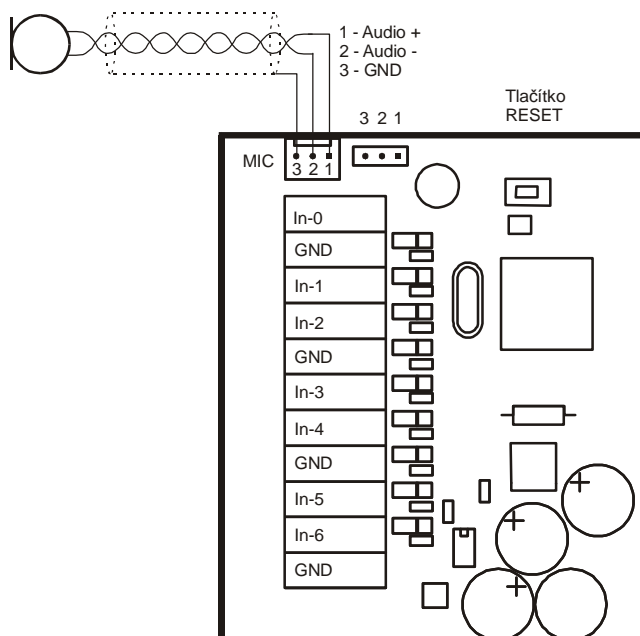 1 - Audio +
2 - Audio -
3 - GND
Tlačítko
RESET
3 2 1
MIC
3 2 1
In-0
GND
In-1
In-2
GND
In-3
In-4
GND
In-5
In-6
GND